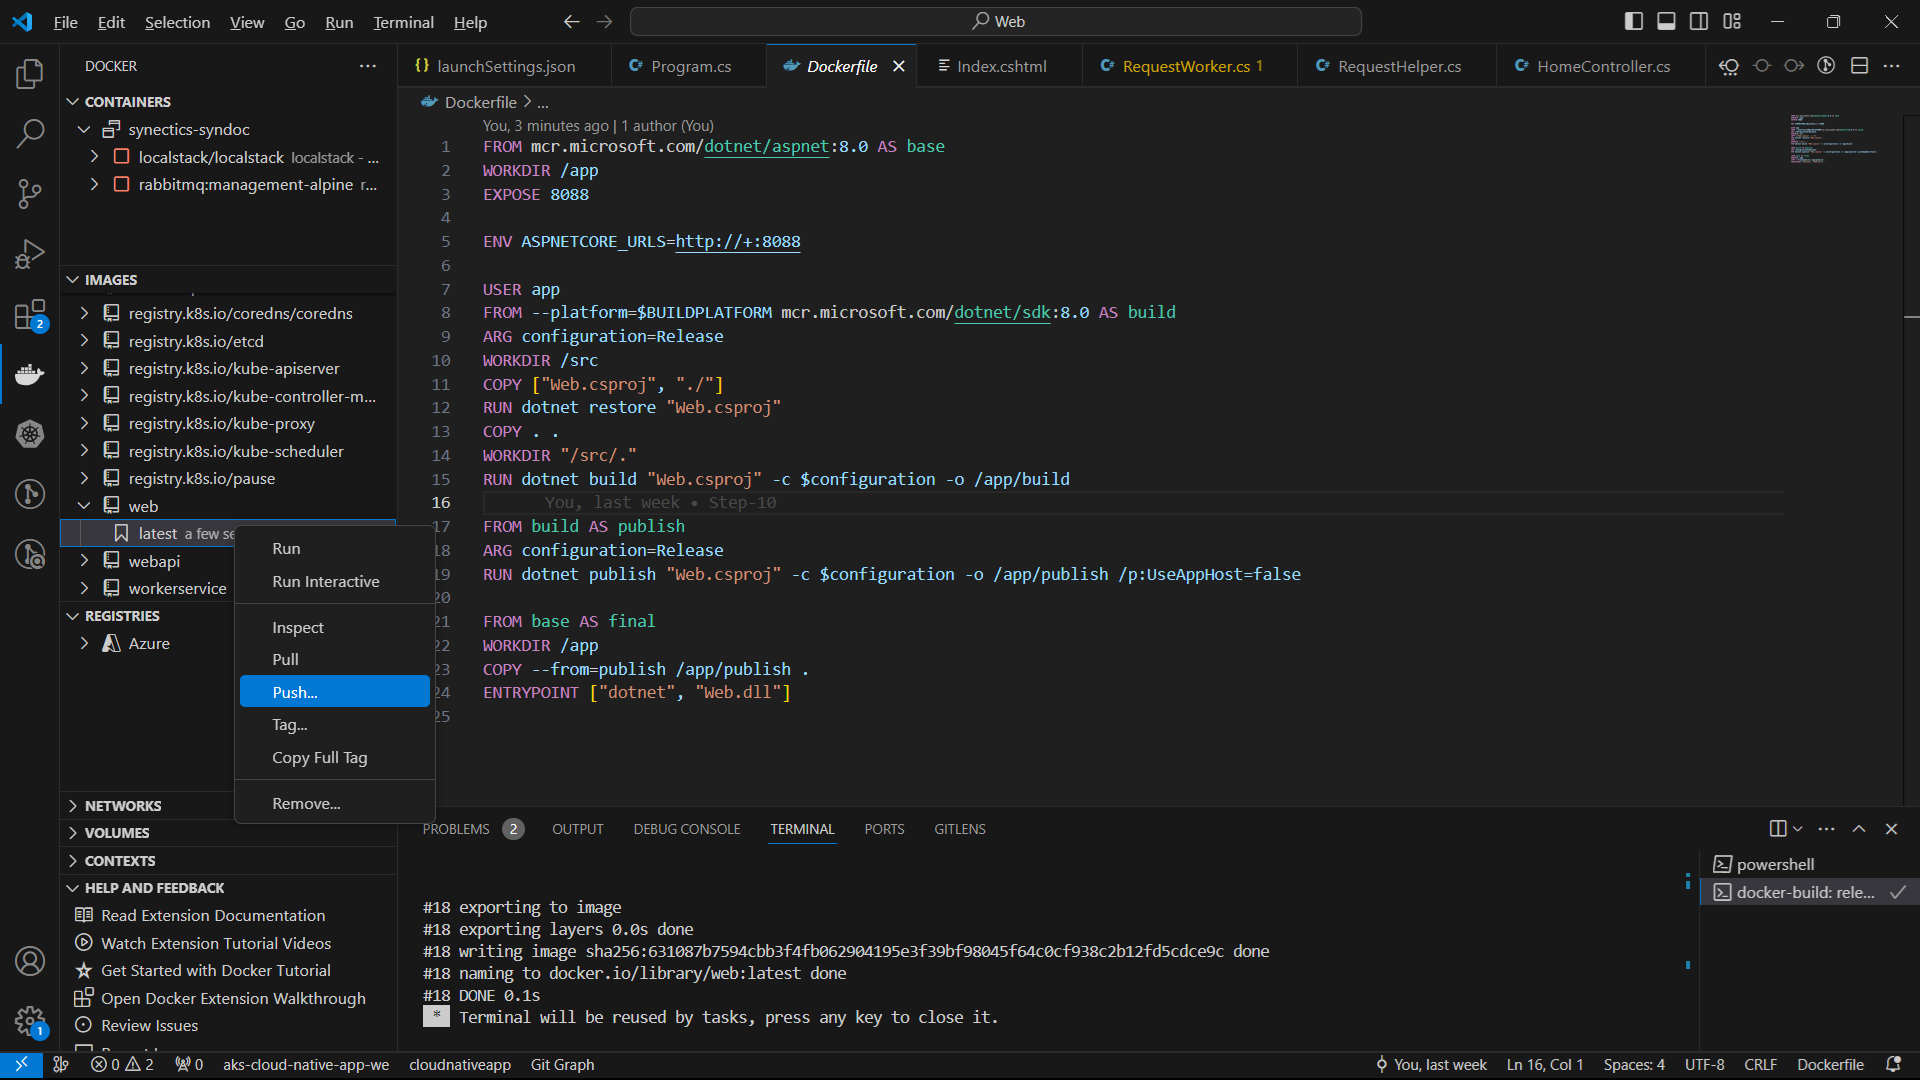 File Edit Selection View Go Run Terminal Help
Web
DOCKER
CONTAINERS
synectics-syndoc
localstack/localstack localstack - ...
rabbitmq:management-alpine r...
IMAGES
registry.k8s.io/coredns/coredns
registry.k8s.io/etcd
registry.k8s.io/kube-apiserver
registry.k8s.io/kube-controller-m...
registry.k8s.io/kube-proxy
registry.k8s.io/kube-scheduler
registry.k8s.io/pause
web
latest a few se
webapi
workerservice
REGISTRIES
Azure
NETWORKS
VOLUMES
CONTEXTS
HELP AND FEEDBACK
Read Extension Documentation
Watch Extension Tutorial Videos
Get Started with Docker Tutorial
Open Docker Extension Walkthrough
Review Issues
2
1
Run
Run Interactive
Inspect
Pull
Push...
Tag...
Copy Full Tag
Remove...
launchSettings.json
Program.cs
Dockerfile
Index.cshtml
RequestWorker.cs 1
RequestHelper.cs
HomeController.cs
Dockerfile > ...
You, 3 minutes ago | 1 author (You)
1 FROM mcr.microsoft.com/dotnet/aspnet:8.0 AS base
2 WORKDIR /app
3 EXPOSE 8088
4
5 ENV ASPNETCORE_URLS=http://+:8088
6
7 USER app
8 FROM --platform=$BUILDPLATFORM mcr.microsoft.com/dotnet/sdk:8.0 AS build
9 ARG configuration=Release
10 WORKDIR /src
11 COPY ["Web.csproj", "./"]
12 RUN dotnet restore "Web.csproj"
13 COPY . .
14 WORKDIR "/src/."
15 RUN dotnet build "Web.csproj" -c $configuration -o /app/build
16 You, last week • Step-10
17 FROM build AS publish
18 ARG configuration=Release
19 RUN dotnet publish "Web.csproj" -c $configuration -o /app/publish /p:UseAppHost=false
20
21 FROM base AS final
22 WORKDIR /app
23 COPY --from=publish /app/publish .
24 ENTRYPOINT ["dotnet", "Web.dll"]
25
PROBLEMS 2 OUTPUT DEBUG CONSOLE TERMINAL PORTS GITLENS
#18 exporting to image
#18 exporting layers 0.0s done
#18 writing image sha256:631087b7594cbb3f4fb062904195e3f39bf98045f64c0cf938c2b12fd5cdce9c done
#18 naming to docker.io/library/web:latest done
#18 DONE 0.1s
* Terminal will be reused by tasks, press any key to close it.
powershell
docker-build: rele...
0 2 0 aks-cloud-native-app-we cloudnativeapp Git Graph
You, last week Ln 16, Col 1 Spaces: 4 UTF-8 CRLF Dockerfile